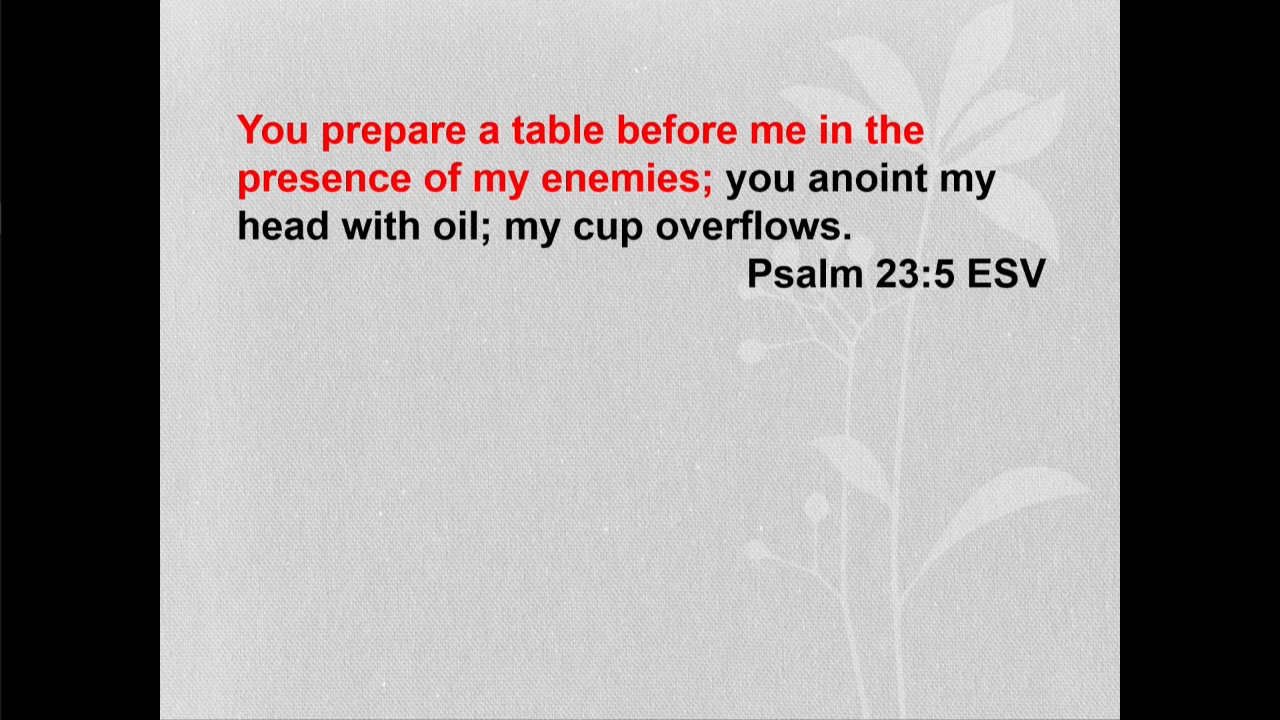 You prepare a table before me in the
presence of my enemies; you anoint my
head with oil; my cup overflows.
Psalm 23:5 ESV